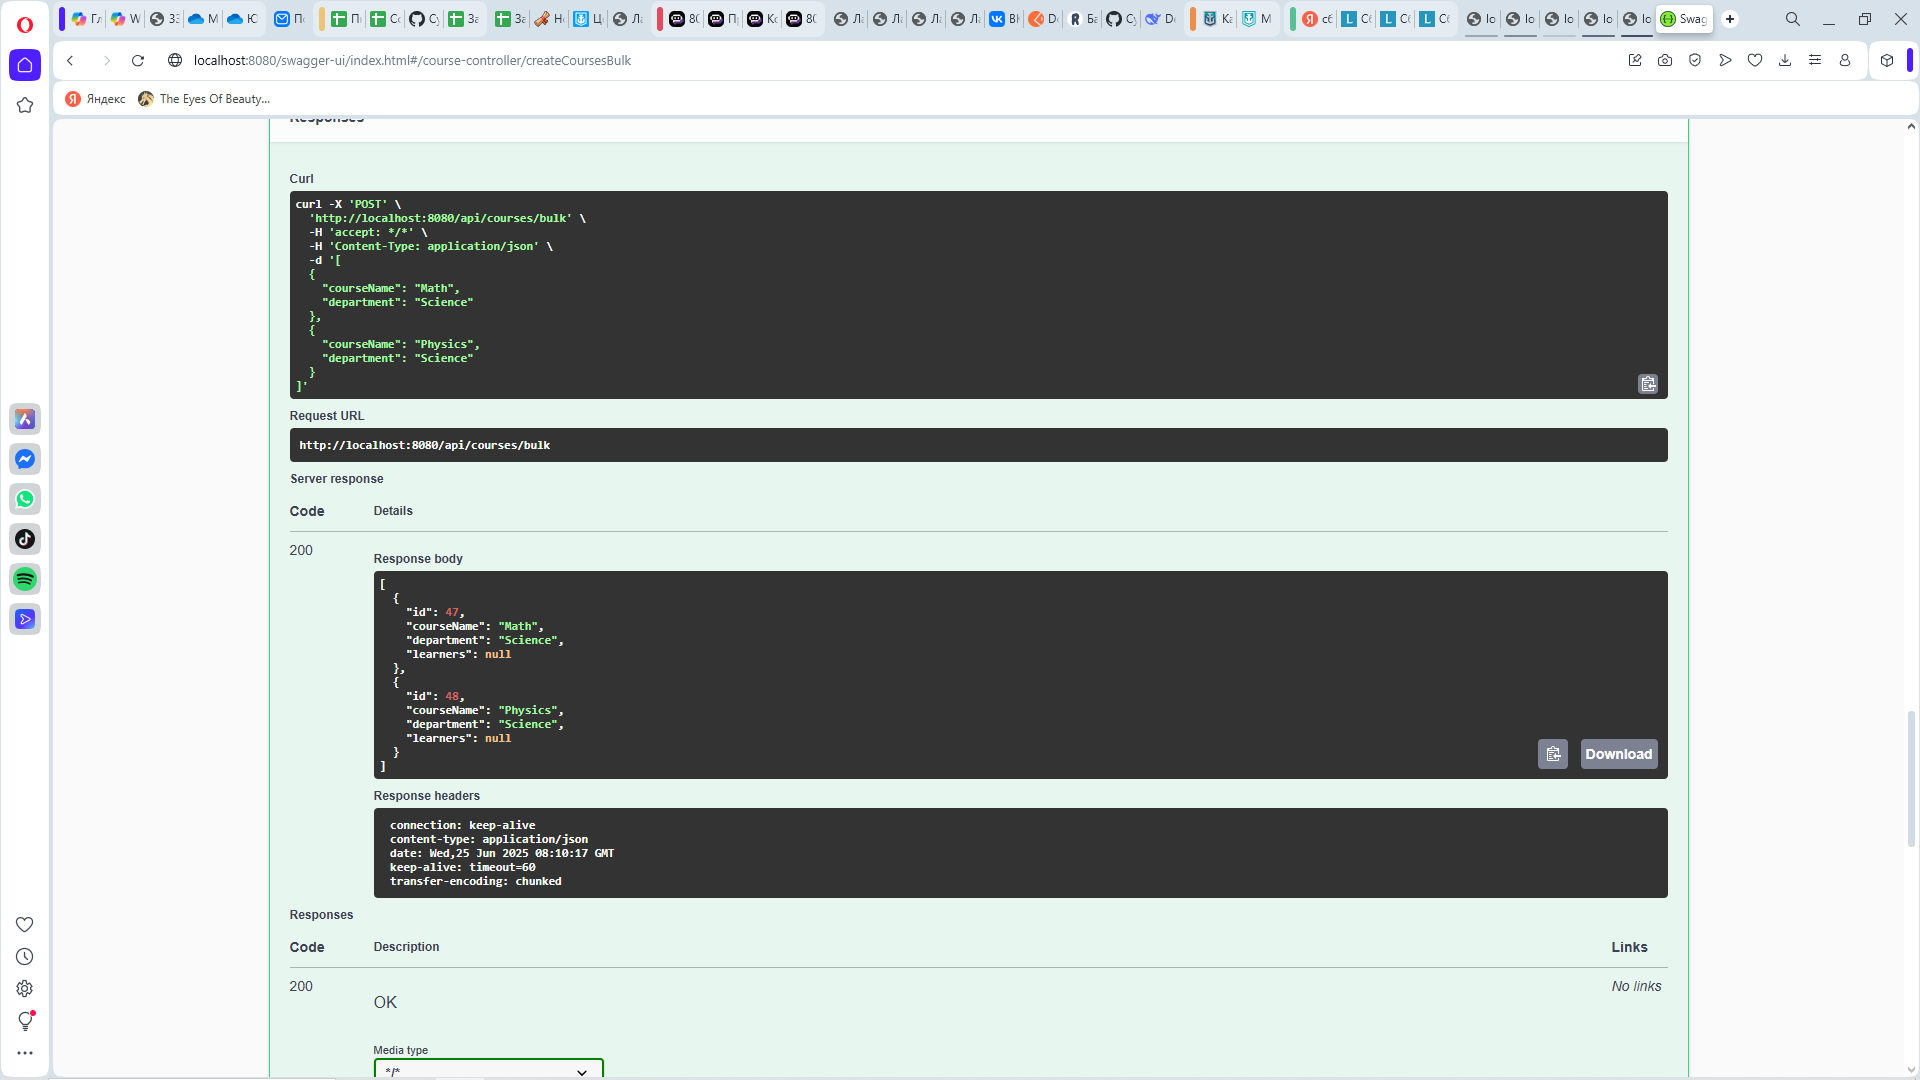 Swag
localhost:8080/swagger-ui/index.html#/course-controller/createCoursesBulk
Яндекс
The Eyes Of Beauty...
Responses
Curl
curl -X 'POST' \
'http://localhost:8080/api/courses/bulk' \
-H 'accept: */*' \
-H 'Content-Type: application/json' \
-d '[
{
"courseName": "Math",
"department": "Science"
},
{
"courseName": "Physics",
"department": "Science"
}
]'
Request URL
http://localhost:8080/api/courses/bulk
Server response
Code Details
200
Response body
[
{
"id": 47,
"courseName": "Math",
"department": "Science",
"learners": null
},
{
"id": 48,
"courseName": "Physics",
"department": "Science",
"learners": null
}
]
Download
Response headers
connection: keep-alive
content-type: application/json
date: Wed,25 Jun 2025 08:10:17 GMT
keep-alive: timeout=60
transfer-encoding: chunked
Responses
Code Description Links
200
OK
No links
Media type
*/*